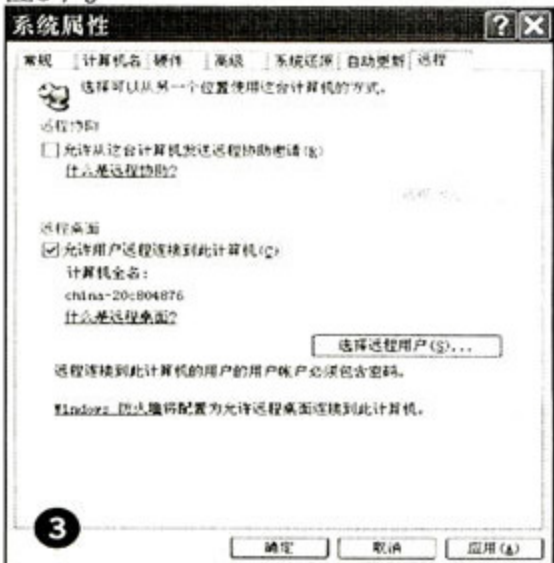 系统属性
常规 计算机名 硬件 高级 系统还原 自动更新 远程
选择可以从另一个位置使用这台计算机的方式。
远程协助
允许从这台计算机发送远程协助邀请(R)
什么是远程协助?
远程桌面
允许用户远程连接到此计算机(C)
计算机全名:
china-20c804876
什么是远程桌面?
选择远程用户(S)...
远程连接到此计算机的用户的用户帐户必须包含密码。
Windows 防火墙将配置为允许远程桌面连接到此计算机。
3
确定 取消 应用(A)